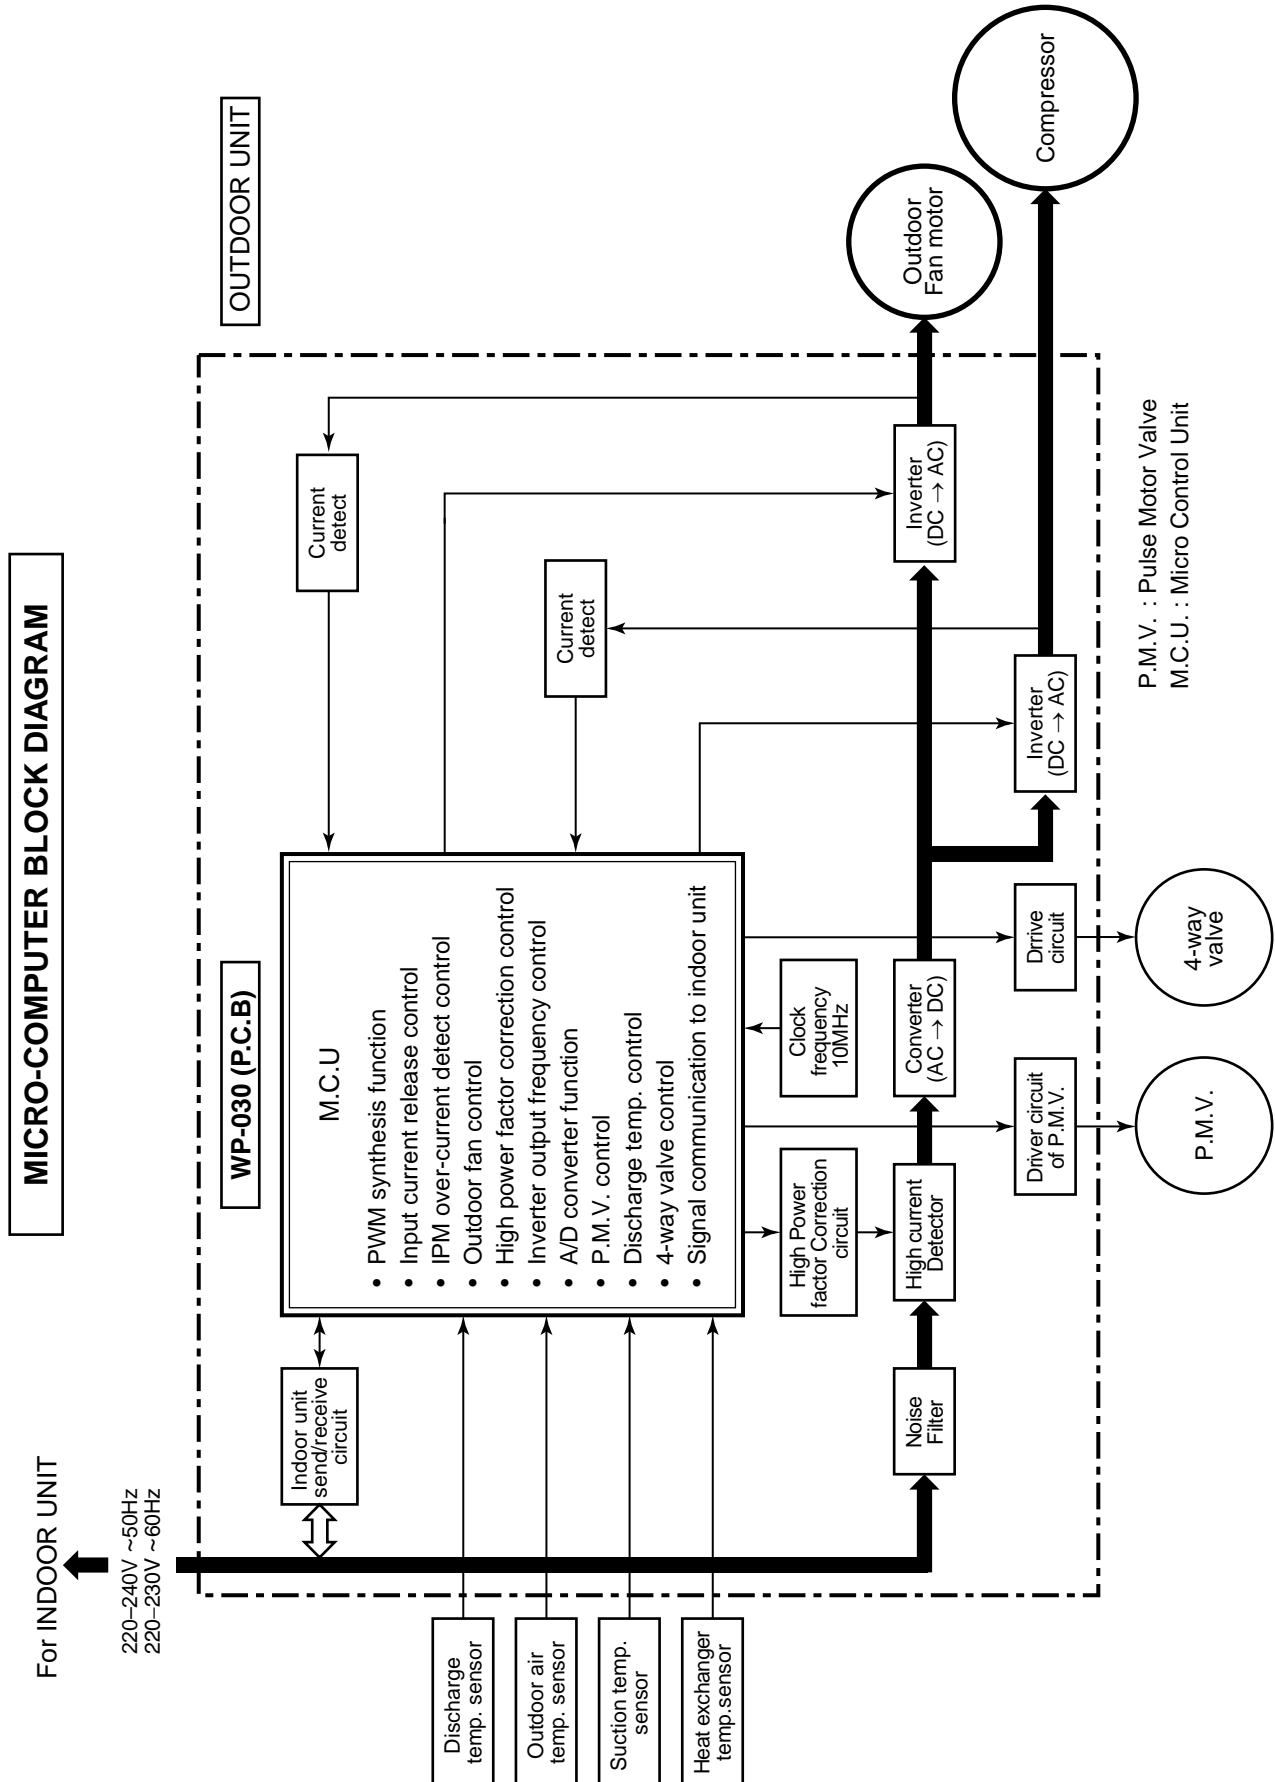 MICRO-COMPUTER BLOCK DIAGRAM
For INDOOR UNIT
220–240V ~50Hz
220–230V ~60Hz
WP-030 (P.C.B)
OUTDOOR UNIT
Discharge
temp. sensor
Outdoor air
temp. sensor
Suction temp.
sensor
Heat exchanger
temp.sensor
Indoor unit
send/receive
circuit
M.C.U
• PWM synthesis function
• Input current release control
• IPM over-current detect control
• Outdoor fan control
• High power factor correction control
• Inverter output frequency control
• A/D converter function
• P.M.V. control
• Discharge temp. control
• 4-way valve control
• Signal communication to indoor unit
Current
detect
Current
detect
High Power
factor Correction
circuit
Clock
frequency
10MHz
Noise
Filter
High current
Detector
Converter
(AC → DC)
Inverter
(DC → AC)
Outdoor
Fan motor
Driver circuit
of P.M.V.
Drrive
circuit
Inverter
(DC → AC)
Compressor
P.M.V.
4-way
valve
P.M.V. : Pulse Motor Valve
M.C.U. : Micro Control Unit